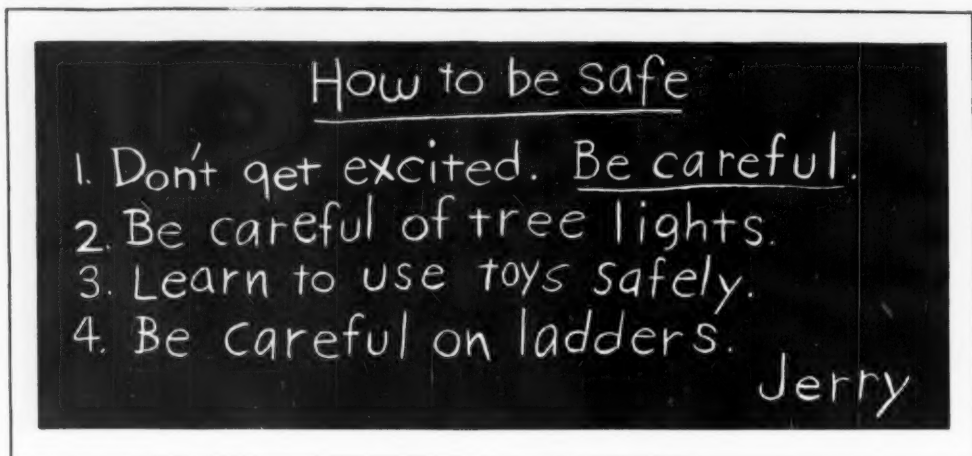 How to be safe
1. Don't get excited. Be careful.
2. Be careful of tree lights.
3. Learn to use toys safely.
4. Be careful on ladders.
Jerry